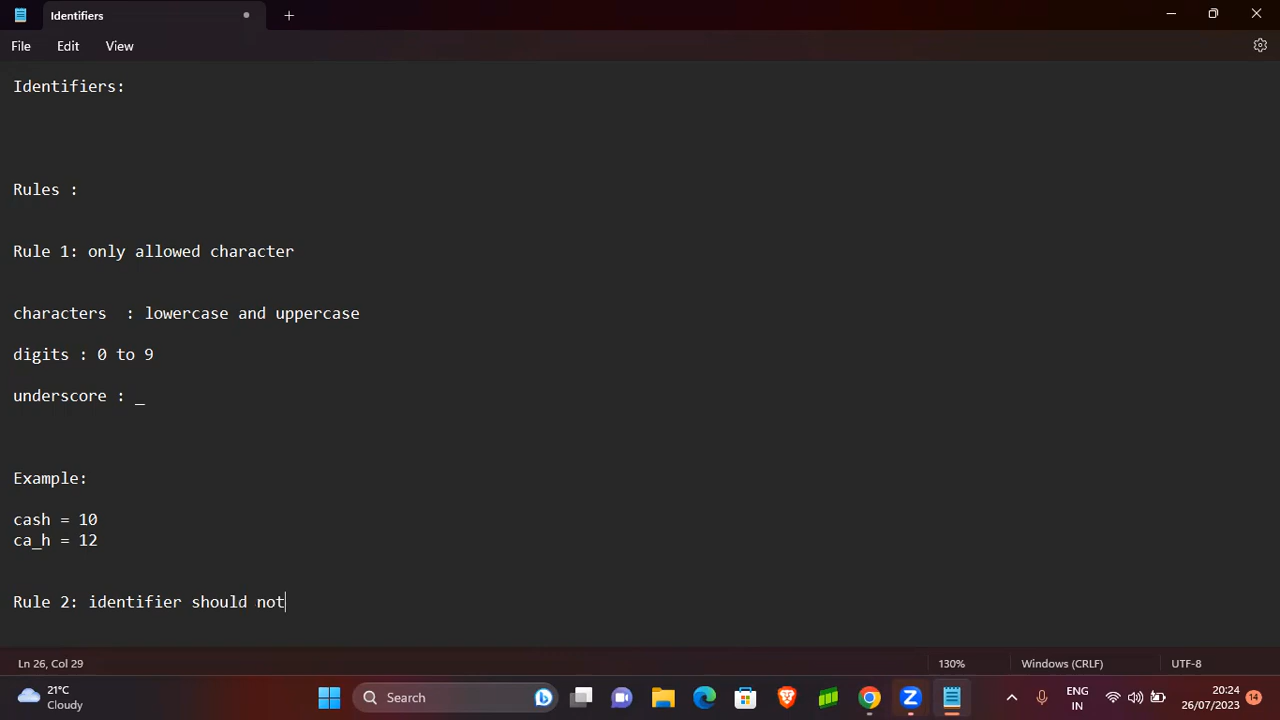 Identifiers
File Edit View
Identifiers:
Rules :
Rule 1: only allowed character
characters  : lowercase and uppercase
digits : 0 to 9
underscore : _
Example:
cash = 10
ca_h = 12
Rule 2: identifier should not
Ln 26, Col 29 130% Windows (CRLF) UTF-8
21°C
Cloudy
Search
ENG
IN
20:24
26/07/2023
14